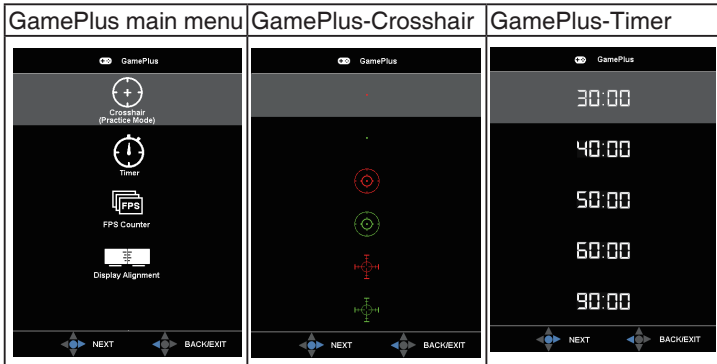 GamePlus main menu
GamePlus
Crosshair
(Practice Mode)
Timer
FPS
FPS Counter
Display Alignment
NEXT BACK/EXIT
GamePlus-Crosshair
GamePlus
NEXT BACK/EXIT
GamePlus-Timer
GamePlus
30:00
40:00
50:00
60:00
90:00
NEXT BACK/EXIT